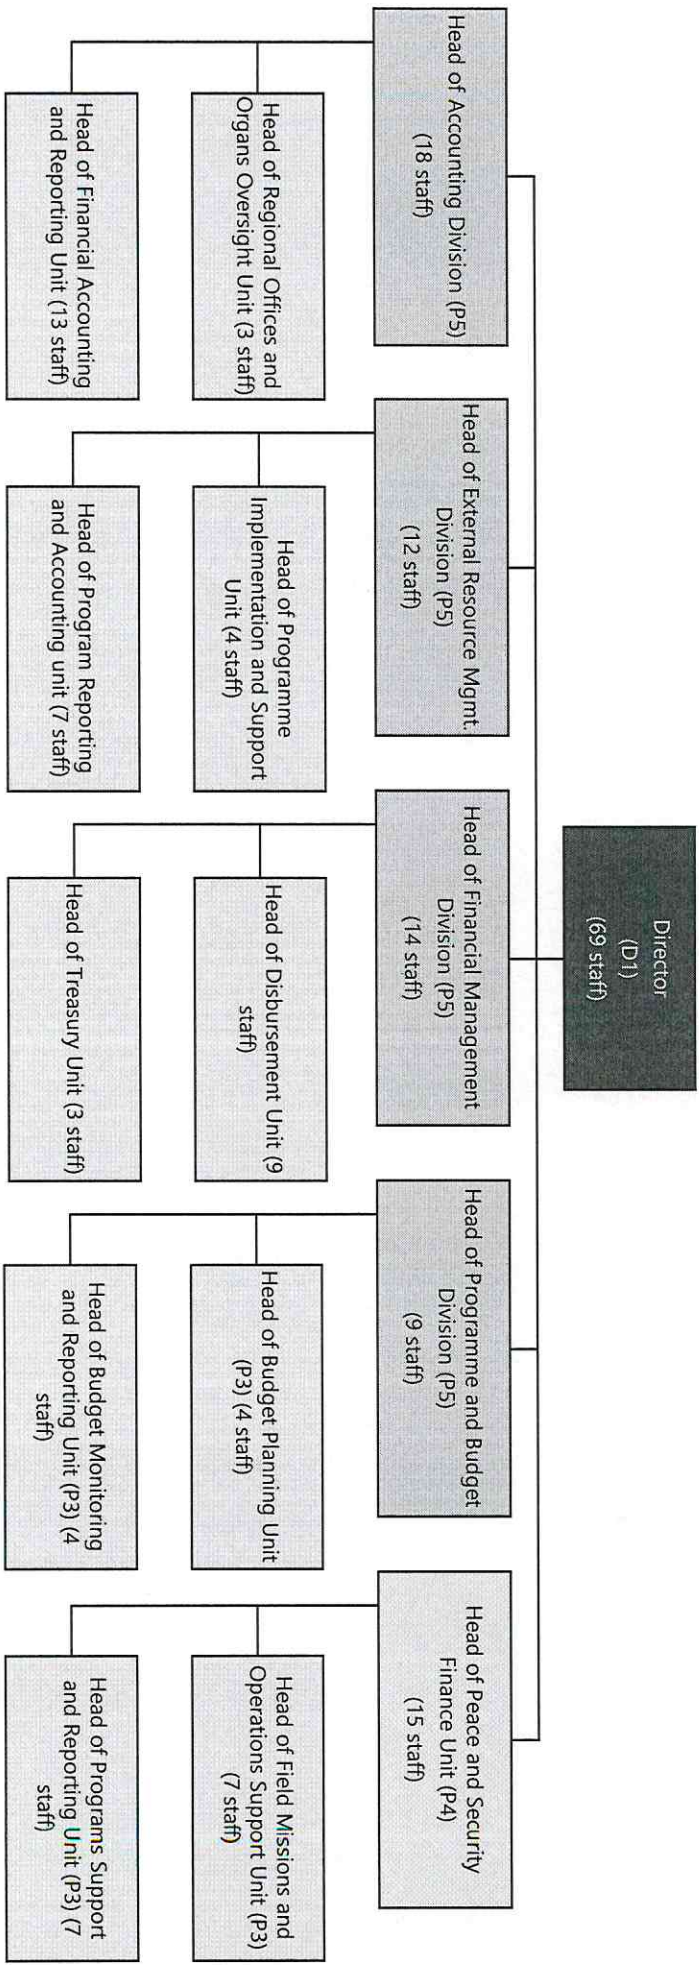 Director
(D1)
(69 staff)
Head of Accounting Division (P5)
(18 staff)
Head of External Resource Mgmt.
Division (P5)
(12 staff)
Head of Financial Management
Division (P5)
(14 staff)
Head of Programme and Budget
Division (P5)
(9 staff)
Head of Peace and Security
Finance Unit (P4)
(15 staff)
Head of Regional Offices and
Organs Oversight Unit (3 staff)
Head of Programme
Implementation and Support
Unit (4 staff)
Head of Disbursement Unit (9
staff)
Head of Budget Planning Unit
(P3) (4 staff)
Head of Field Missions and
Operations Support Unit (P3)
(7 staff)
Head of Financial Accounting
and Reporting Unit (13 staff)
Head of Program Reporting
and Accounting unit (7 staff)
Head of Treasury Unit (3 staff)
Head of Budget Monitoring
and Reporting Unit (P3) (4
staff)
Head of Programs Support
and Reporting Unit (P3) (7
staff)